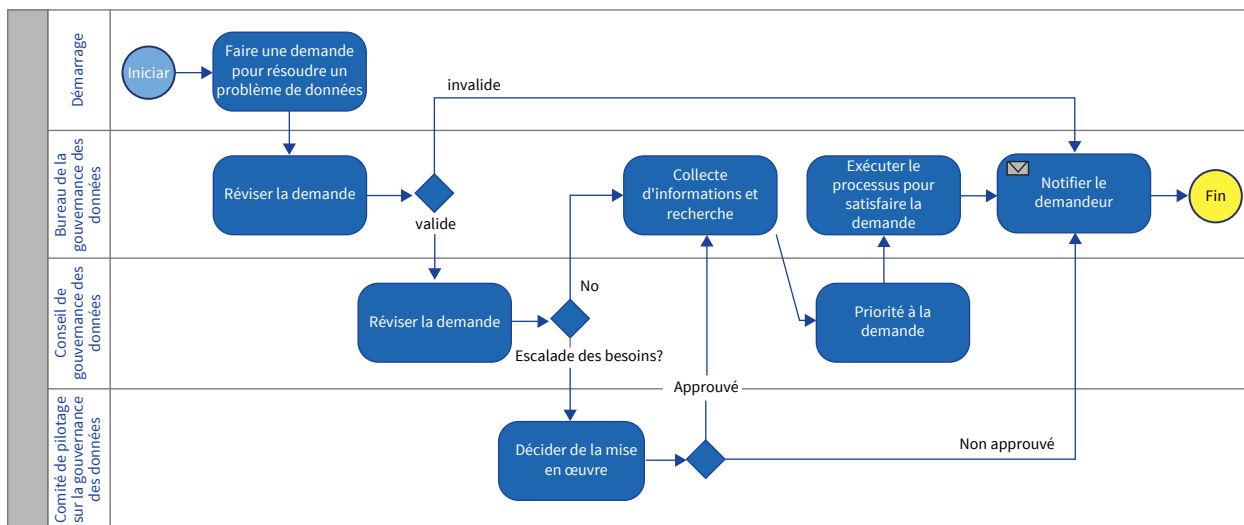 Démarrage
Iniciar
Faire une demande
pour résoudre un
problème de données
invalide
Bureau de la
gouvernance des
données
Réviser la demande
valide
Collecte
d'informations et
recherche
Exécuter le
processus pour
satisfaire la
demande
Notifier le
demandeur
Fin
Conseil de
gouvernance des
données
Réviser la demande
No
Escalade des besoins?
Priorité à la
demande
Comité de pilotage
sur la gouvernance
des données
Décider de la mise
en œuvre
Approuvé
Non approuvé